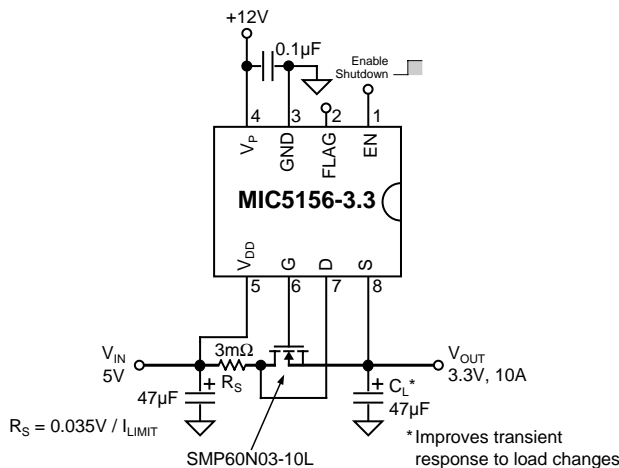 +12V
0.1µF
Enable
Shutdown
4 3 2 1
VP GND FLAG EN
MIC5156-3.3
VDD G D S
5 6 7 8
VIN
5V
3mΩ
RS
VOUT
3.3V, 10A
47µF
+
+
CL*
47µF
RS = 0.035V / ILIMIT
SMP60N03-10L
*Improves transient
response to load changes